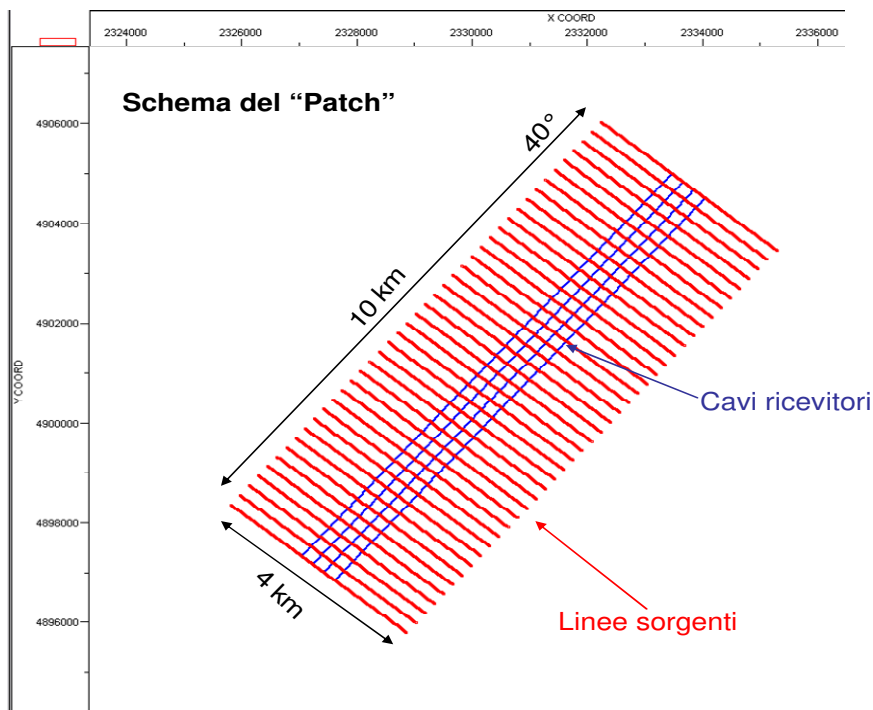 X COORD
2324000 2326000 2328000 2330000 2332000 2334000 2336000
Schema del “Patch”
40°
4906000
4904000
10 km
4902000
Y COORD
Cavi ricevitori
4900000
4898000
4 km
Linee sorgenti
4896000